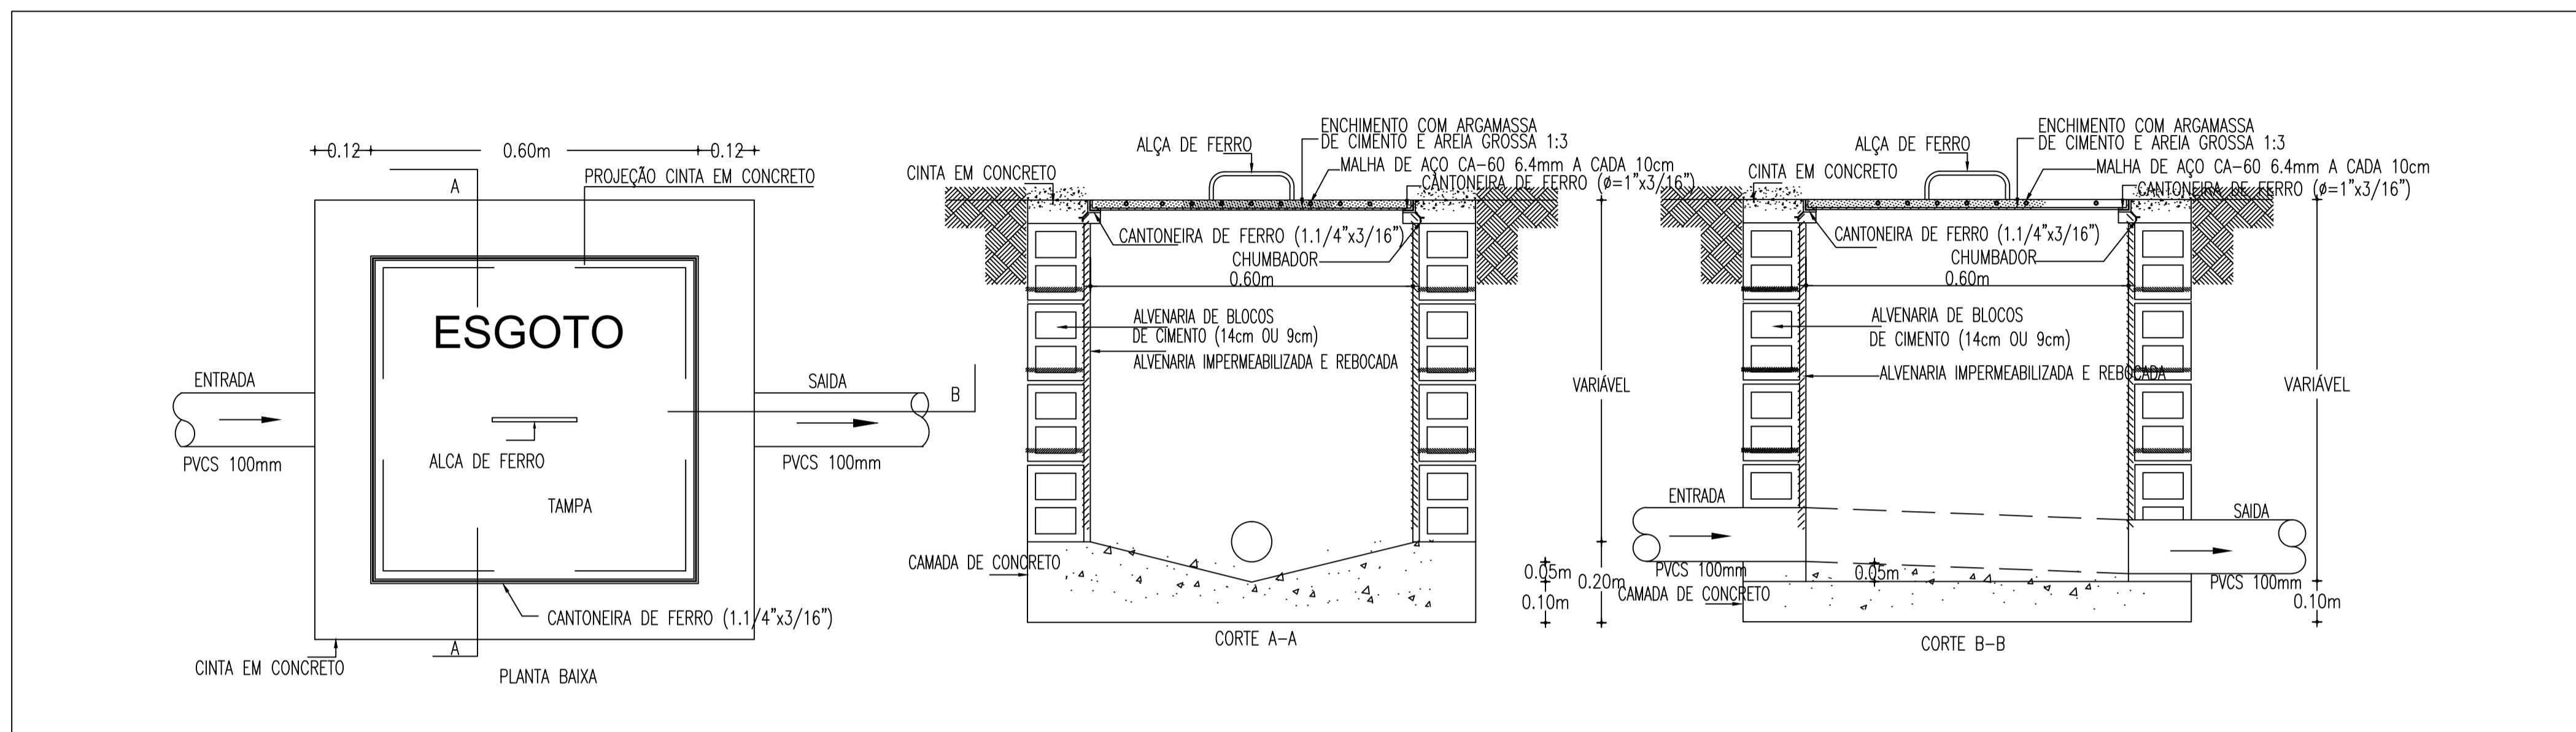 0.12
0.60m
0.12
A
PROJEÇÃO CINTA EM CONCRETO
ESGOTO
ENTRADA
PVCS 100mm
SAIDA
B
PVCS 100mm
ALCA DE FERRO
TAMPA
CANTONEIRA DE FERRO (1.1/4"x3/16")
A
CINTA EM CONCRETO
PLANTA BAIXA
ENCHIMENTO COM ARGAMASSA
DE CIMENTO E AREIA GROSSA 1:3
ALÇA DE FERRO
MALHA DE AÇO CA-60 6.4mm A CADA 10cm
CINTA EM CONCRETO
CANTONEIRA DE FERRO (ø=1"x3/16")
CANTONEIRA DE FERRO (1.1/4"x3/16")
CHUMBADOR
0.60m
ALVENARIA DE BLOCOS
DE CIMENTO (14cm OU 9cm)
ALVENARIA IMPERMEABILIZADA E REBOCADA
VARIÁVEL
CAMADA DE CONCRETO
0.05m
0.20m
0.10m
CORTE A-A
ENCHIMENTO COM ARGAMASSA
DE CIMENTO E AREIA GROSSA 1:3
ALÇA DE FERRO
MALHA DE AÇO CA-60 6.4mm A CADA 10cm
CINTA EM CONCRETO
CANTONEIRA DE FERRO (ø=1"x3/16")
CANTONEIRA DE FERRO (1.1/4"x3/16")
CHUMBADOR
0.60m
ALVENARIA DE BLOCOS
DE CIMENTO (14cm OU 9cm)
ALVENARIA IMPERMEABILIZADA E REBOCADA
VARIÁVEL
ENTRADA
SAIDA
PVCS 100mm
0.05m
PVCS 100mm
CAMADA DE CONCRETO
0.10m
CORTE B-B